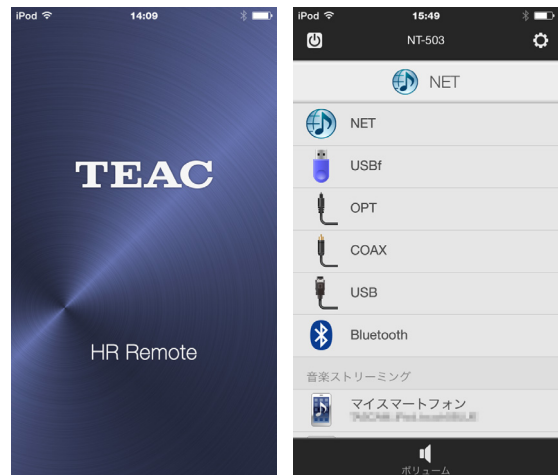 iPod 14:09
TEAC
HR Remote
iPod 15:49
NT-503
NET
NET
USBf
OPT
COAX
USB
Bluetooth
音楽ストリーミング
マイスマートフォン
ボリューム